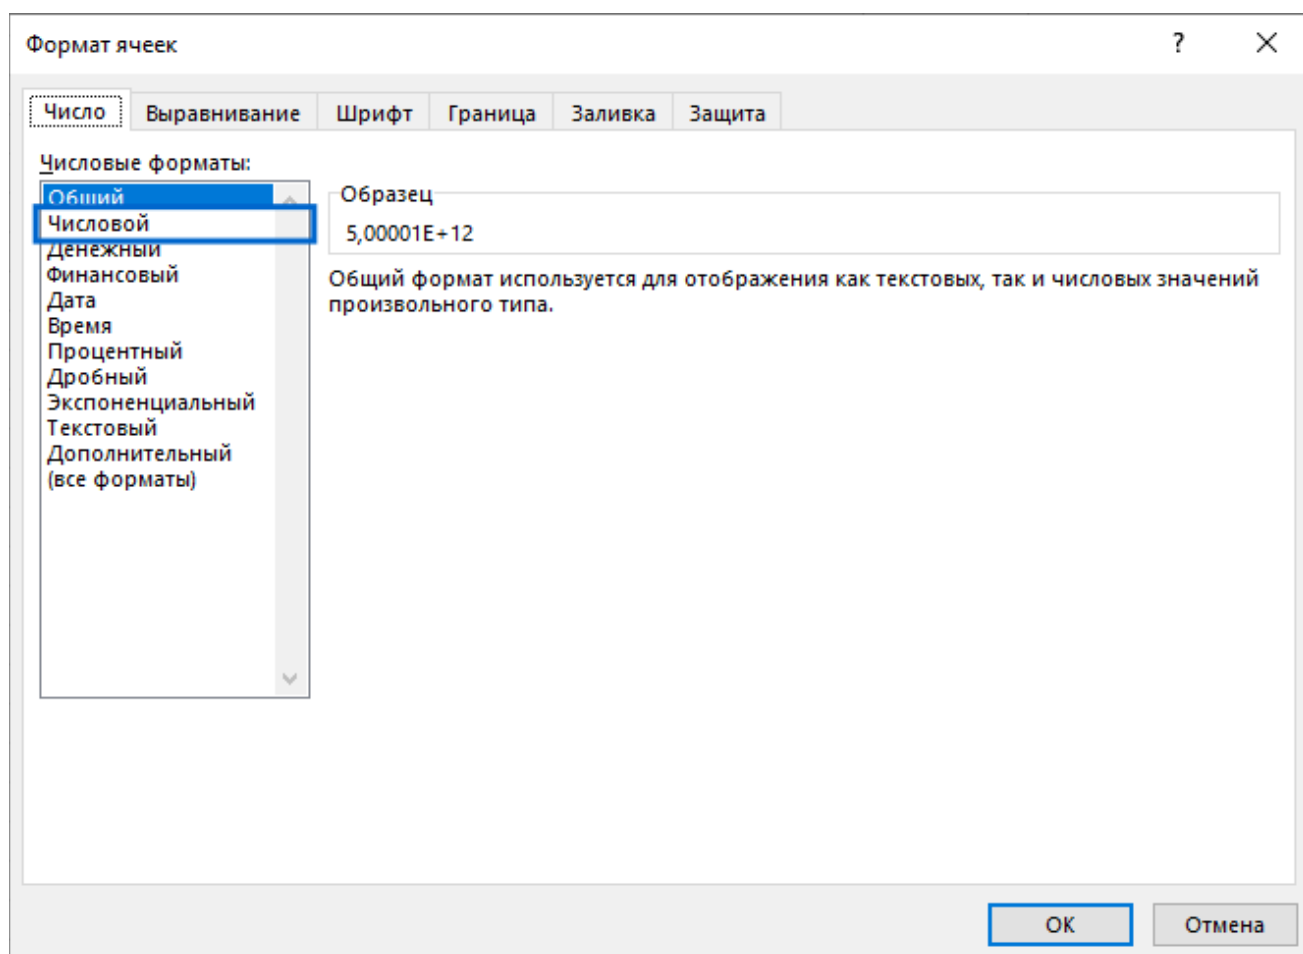 Формат ячеек
?
Число Выравнивание Шрифт Граница Заливка Защита
Числовые форматы:
Общий
Числовой
Денежный
Финансовый
Дата
Время
Процентный
Дробный
Экспоненциальный
Текстовый
Дополнительный
(все форматы)
Образец
5,00001E+12
Общий формат используется для отображения как текстовых, так и числовых значений
произвольного типа.
ОК Отмена